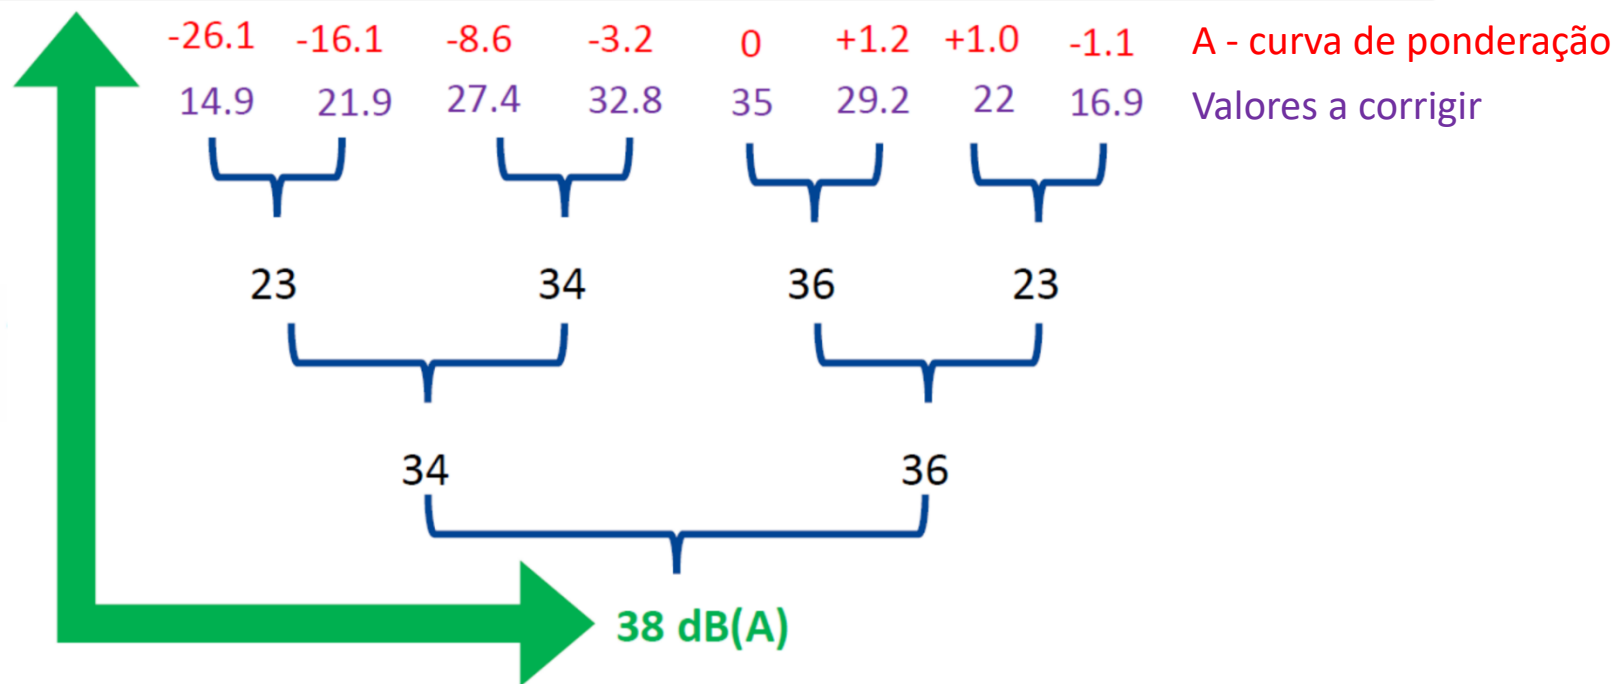 -26.1 -16.1 -8.6 -3.2 0 +1.2 +1.0 -1.1 A - curva de ponderação
14.9 21.9 27.4 32.8 35 29.2 22 16.9 Valores a corrigir
23 34 36 23
34 36
38 dB(A)